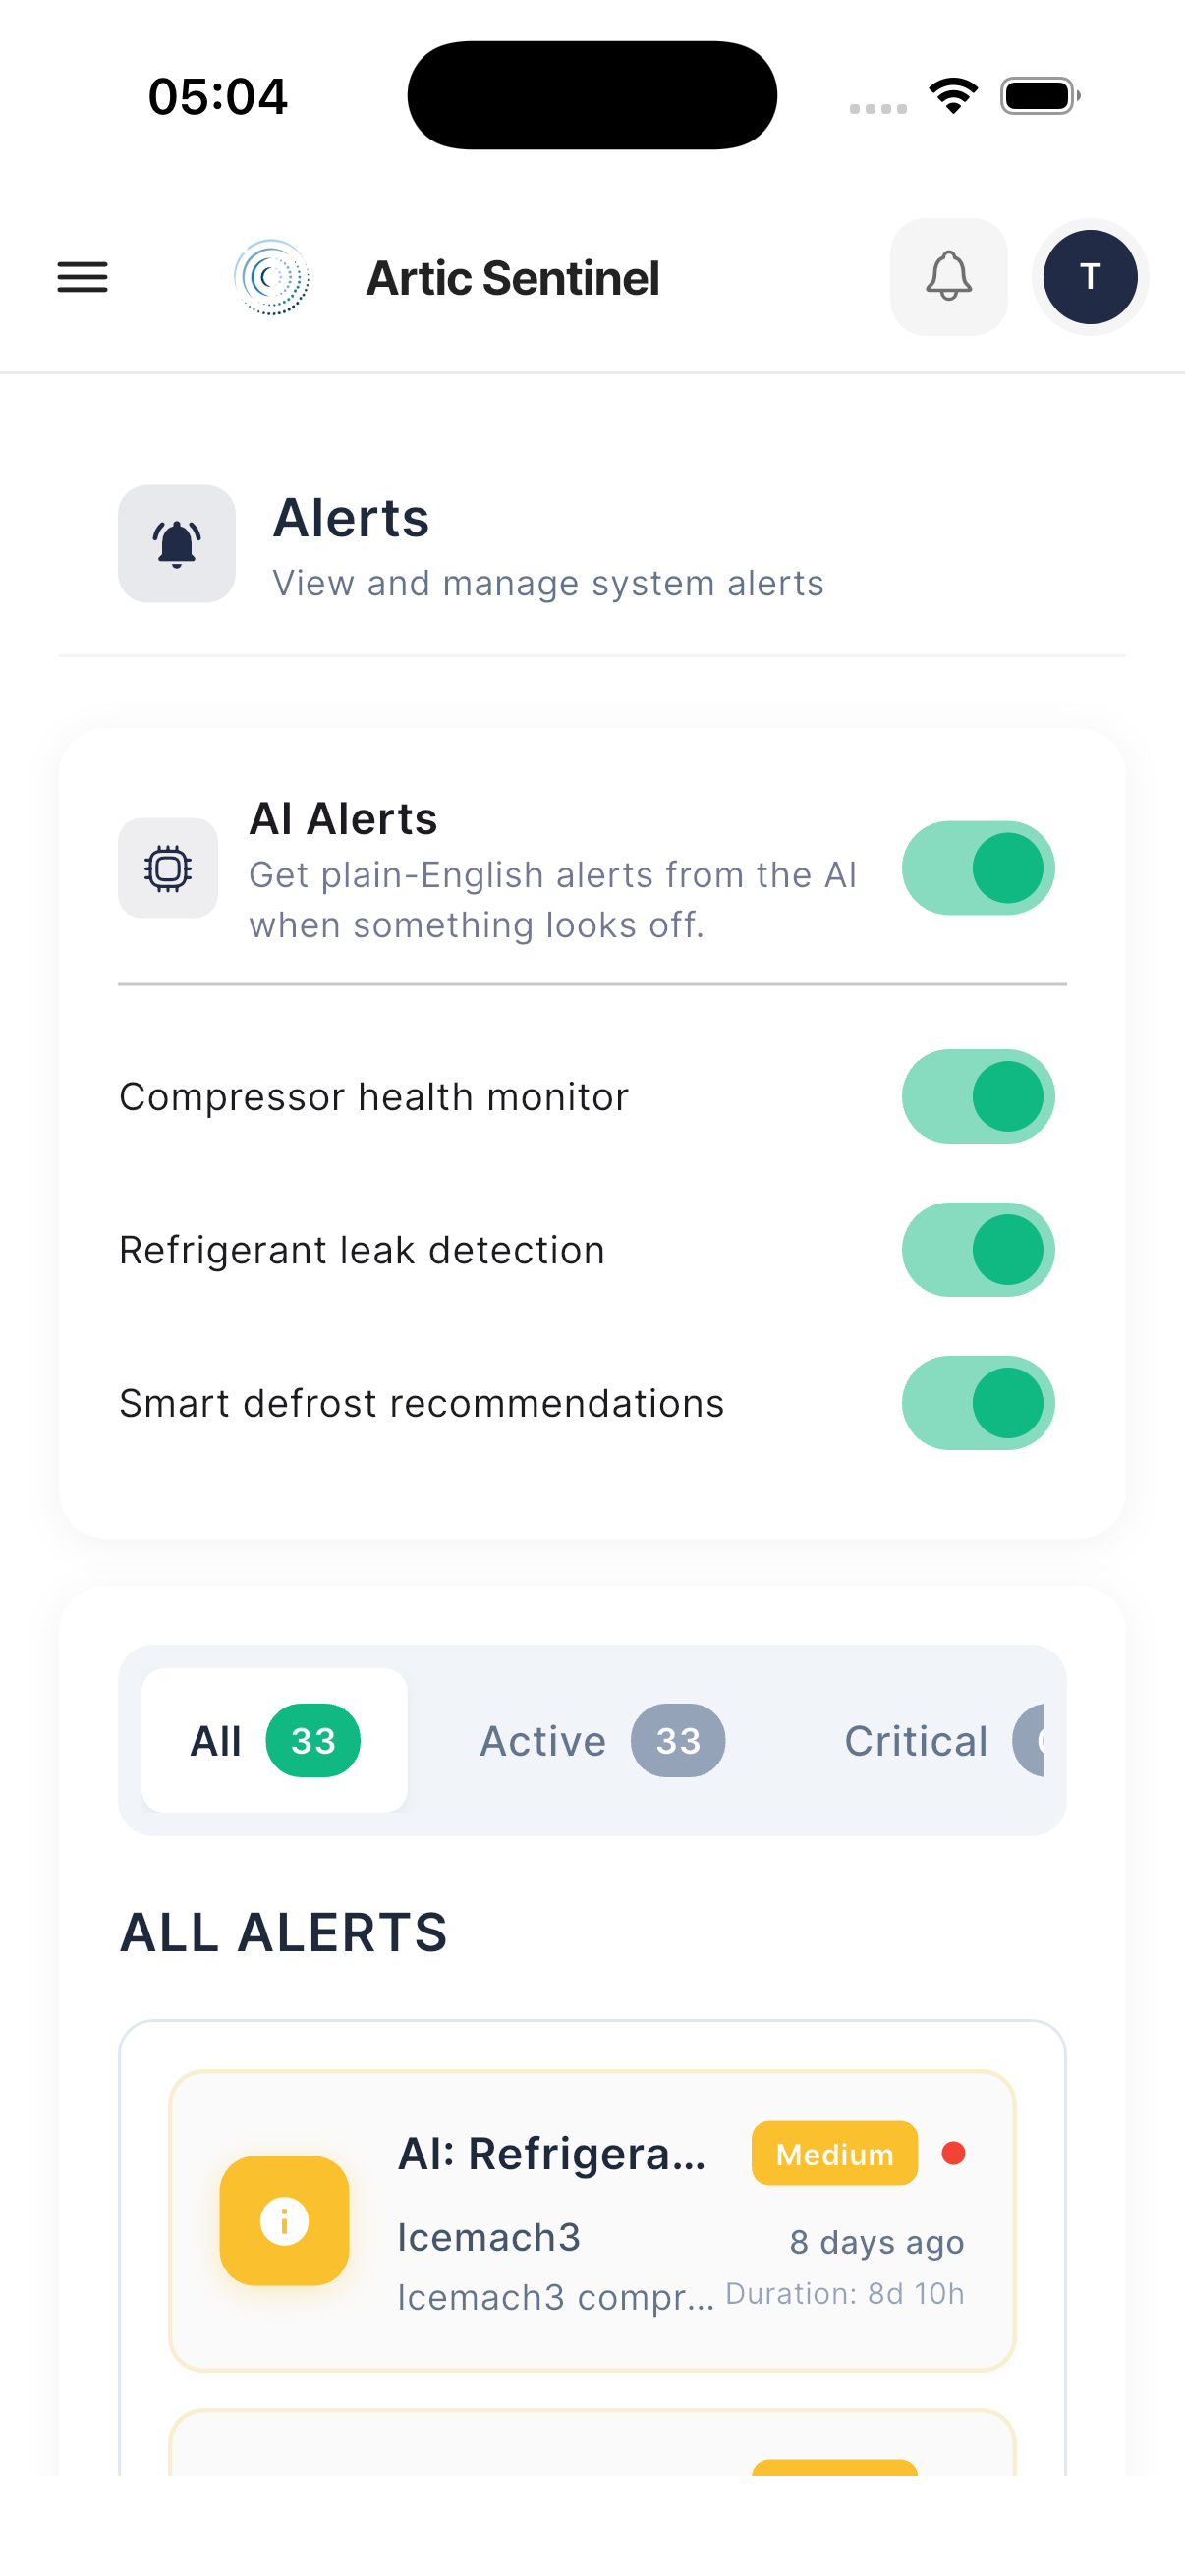 05:04
Artic Sentinel
T
Alerts
View and manage system alerts
AI Alerts
Get plain-English alerts from the AI
when something looks off.
Compressor health monitor
Refrigerant leak detection
Smart defrost recommendations
All 33 Active 33 Critical
ALL ALERTS
AI: Refrigera... Medium
Icemach3 8 days ago
Icemach3 compr... Duration: 8d 10h